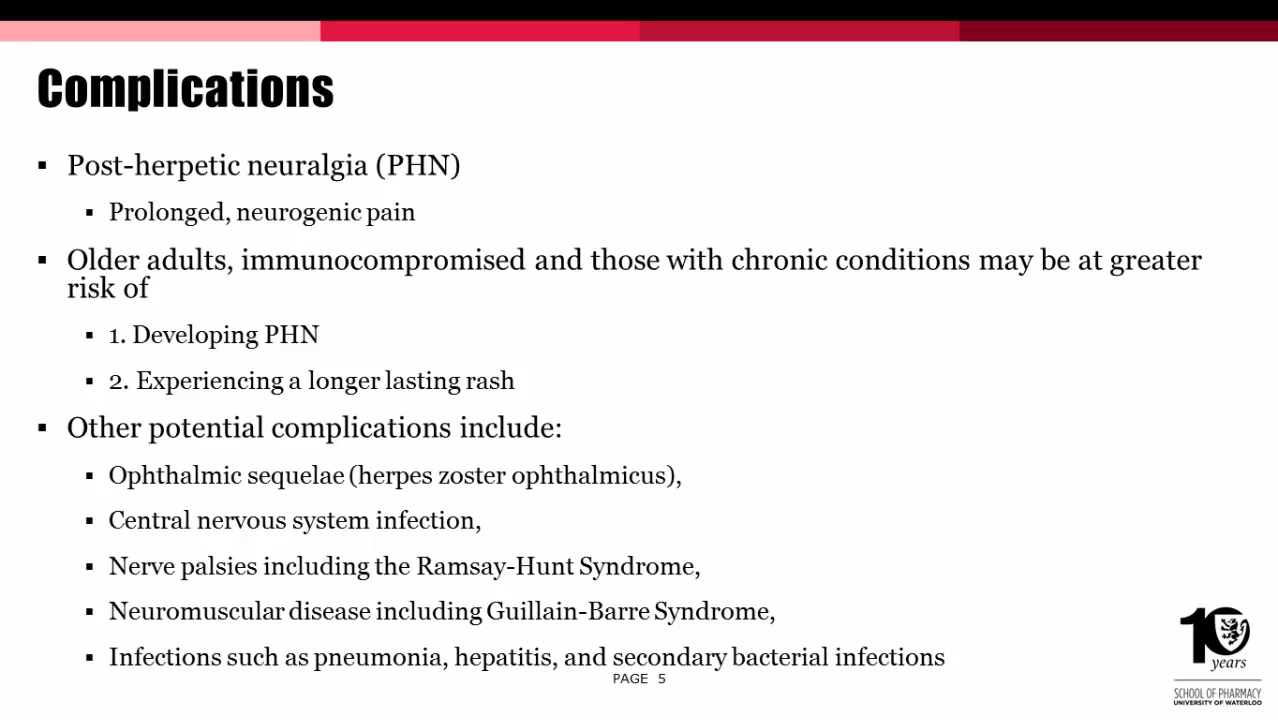 Complications
▪ Post-herpetic neuralgia (PHN)
▪ Prolonged, neurogenic pain
▪ Older adults, immunocompromised and those with chronic conditions may be at greater
risk of
▪ 1. Developing PHN
▪ 2. Experiencing a longer lasting rash
▪ Other potential complications include:
▪ Ophthalmic sequelae (herpes zoster ophthalmicus),
▪ Central nervous system infection,
▪ Nerve palsies including the Ramsay-Hunt Syndrome,
▪ Neuromuscular disease including Guillain-Barre Syndrome,
▪ Infections such as pneumonia, hepatitis, and secondary bacterial infections
PAGE 5
10
years
SCHOOL OF PHARMACY
UNIVERSITY OF WATERLOO